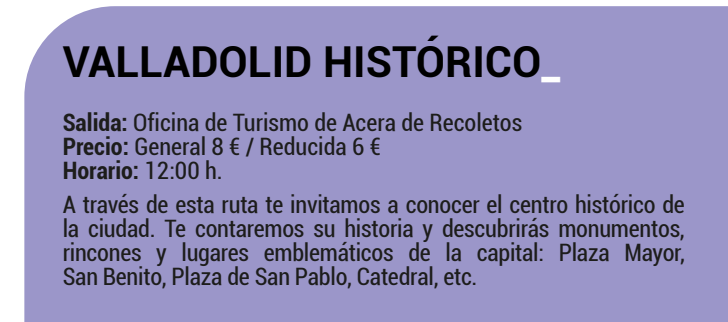 VALLADOLID HISTÓRICO_
Salida: Oficina de Turismo de Acera de Recoletos
Precio: General 8 € / Reducida 6 €
Horario: 12:00 h.
A través de esta ruta te invitamos a conocer el centro histórico de
la ciudad. Te contaremos su historia y descubrirás monumentos,
rincones y lugares emblemáticos de la capital: Plaza Mayor,
San Benito, Plaza de San Pablo, Catedral, etc.